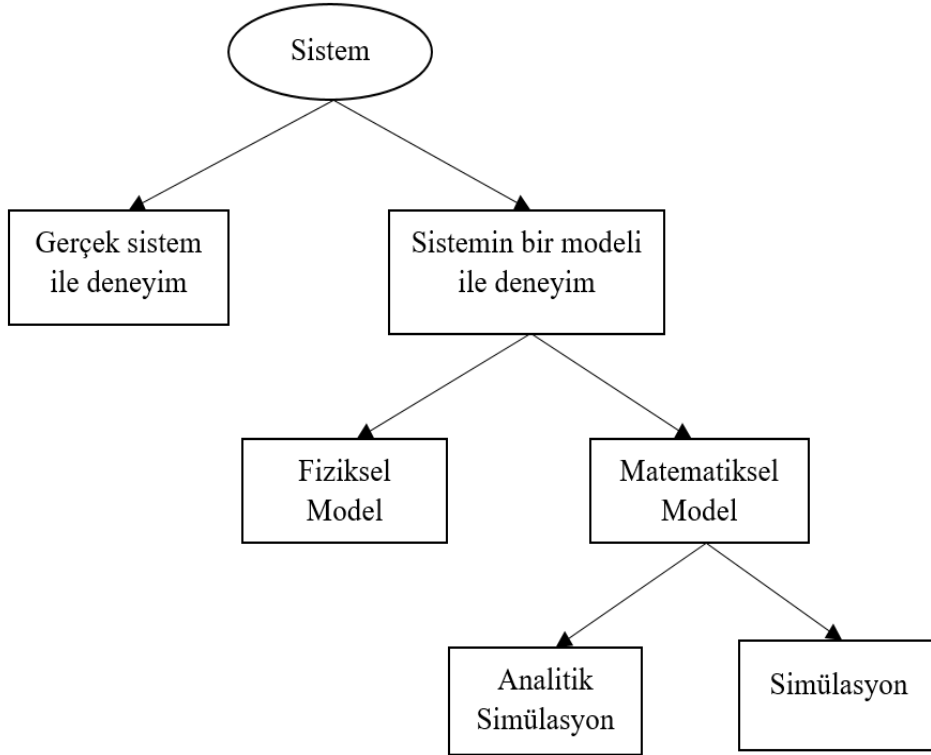 Sistem
Gerçek sistem
ile deneyim
Sistemin bir modeli
ile deneyim
Fiziksel
Model
Matematiksel
Model
Analitik
Simülasyon
Simülasyon